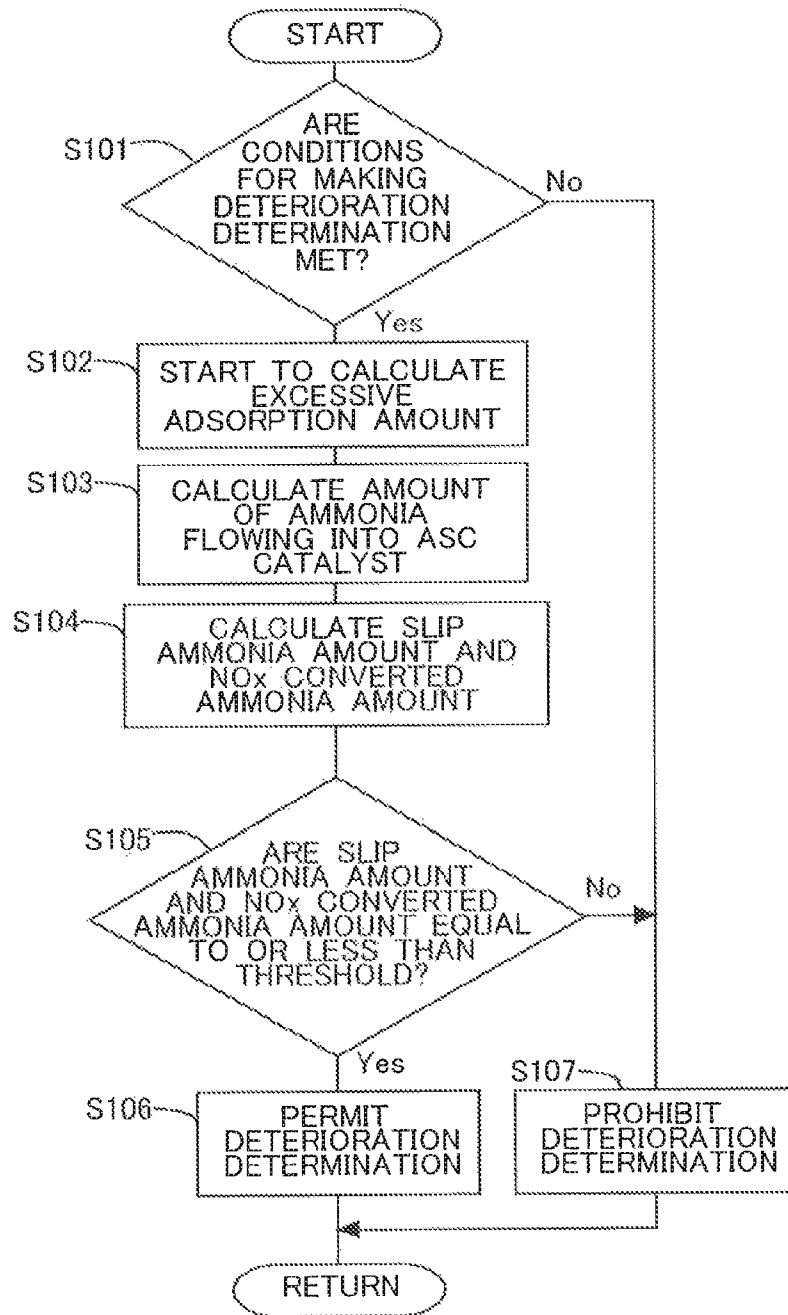 START
S101
ARE
CONDITIONS
FOR MAKING
DETERIORATION
DETERMINATION
MET?
No
Yes
S102
START TO CALCULATE
EXCESSIVE
ADSORPTION AMOUNT
S103
CALCULATE AMOUNT
OF AMMONIA
FLOWING INTO ASC
CATALYST
S104
CALCULATE SLIP
AMMONIA AMOUNT AND
NOx CONVERTED
AMMONIA AMOUNT
S105
ARE SLIP
AMMONIA AMOUNT
AND NOx CONVERTED
AMMONIA AMOUNT EQUAL
TO OR LESS THAN
THRESHOLD?
No
Yes
S106
PERMIT
DETERIORATION
DETERMINATION
S107
PROHIBIT
DETERIORATION
DETERMINATION
RETURN